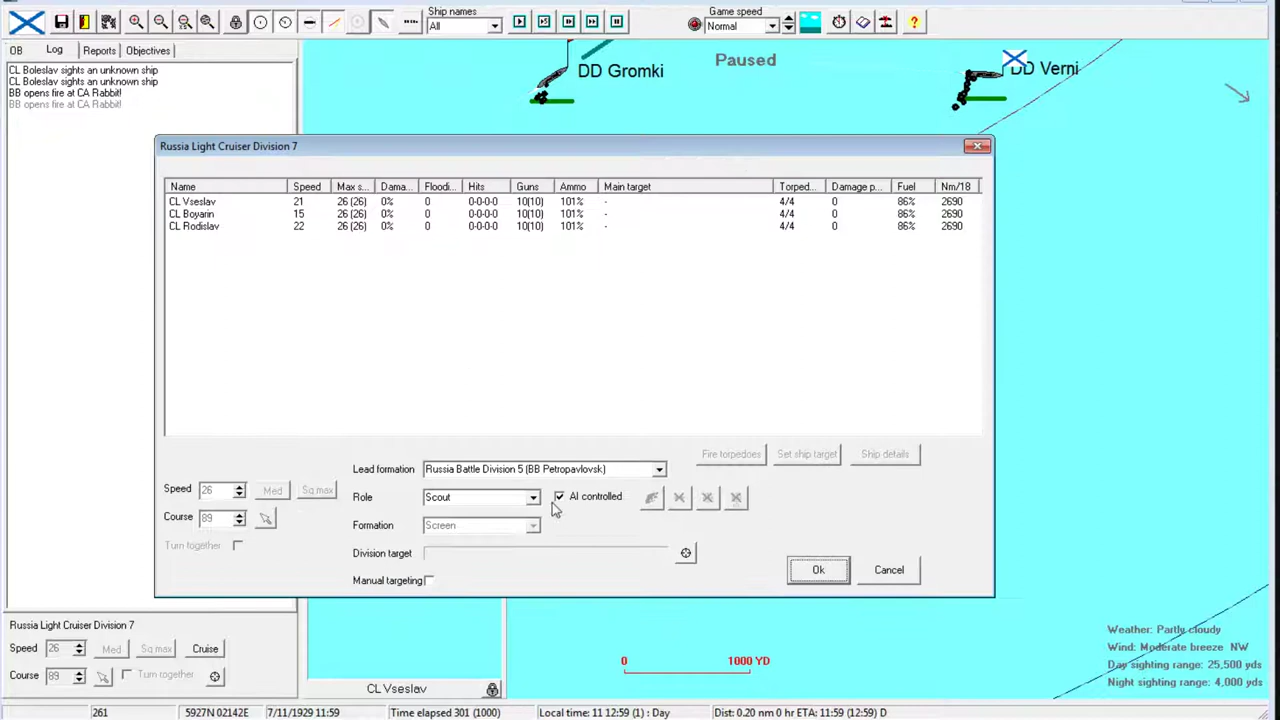 Ship names
Game speed
All
Normal
OB
Log
Reports
Objectives
CL Boleslav sights an unknown ship
CL Boleslav sights an unknown ship
BB opens fire at CA Rabbit!
BB opens fire at CA Rabbit!
DD Gromki
Paused
DD Verni
Russia Light Cruiser Division 7
Name Speed Max s... Dama... Floodi... Hits Guns Ammo Main target Torped... Damage p... Fuel Nm/18
CL Vseslav 21 26 (26) 0% 0 0-0-0-0 10(10) 101% - 4/4 0 86% 2690
CL Boyarin 15 26 (26) 0% 0 0-0-0-0 10(10) 101% - 4/4 0 86% 2690
CL Rodislav 22 26 (26) 0% 0 0-0-0-0 10(10) 101% - 4/4 0 86% 2690
Fire torpedoes Set ship target Ship details
Lead formation Russia Battle Division 5 (BB Petropavlovsk)
Speed 26 Med Sq max
Role Scout AI controlled
Course 89
Formation Screen
Turn together
Division target
Manual targeting
Ok Cancel
Russia Light Cruiser Division 7
Speed 26 Med Sq max Cruise
Course 89 Turn together
CL Vseslav
0 1000 YD
Weather: Partly cloudy
Wind: Moderate breeze NW
Day sighting range: 25,500 yds
Night sighting range: 4,000 yds
261 5927N 02142E 7/11/1929 11:59 Time elapsed 301 (1000) Local time: 11 12:59 (1) : Day Dist: 0.20 nm 0 hr ETA: 11:59 (12:59) D